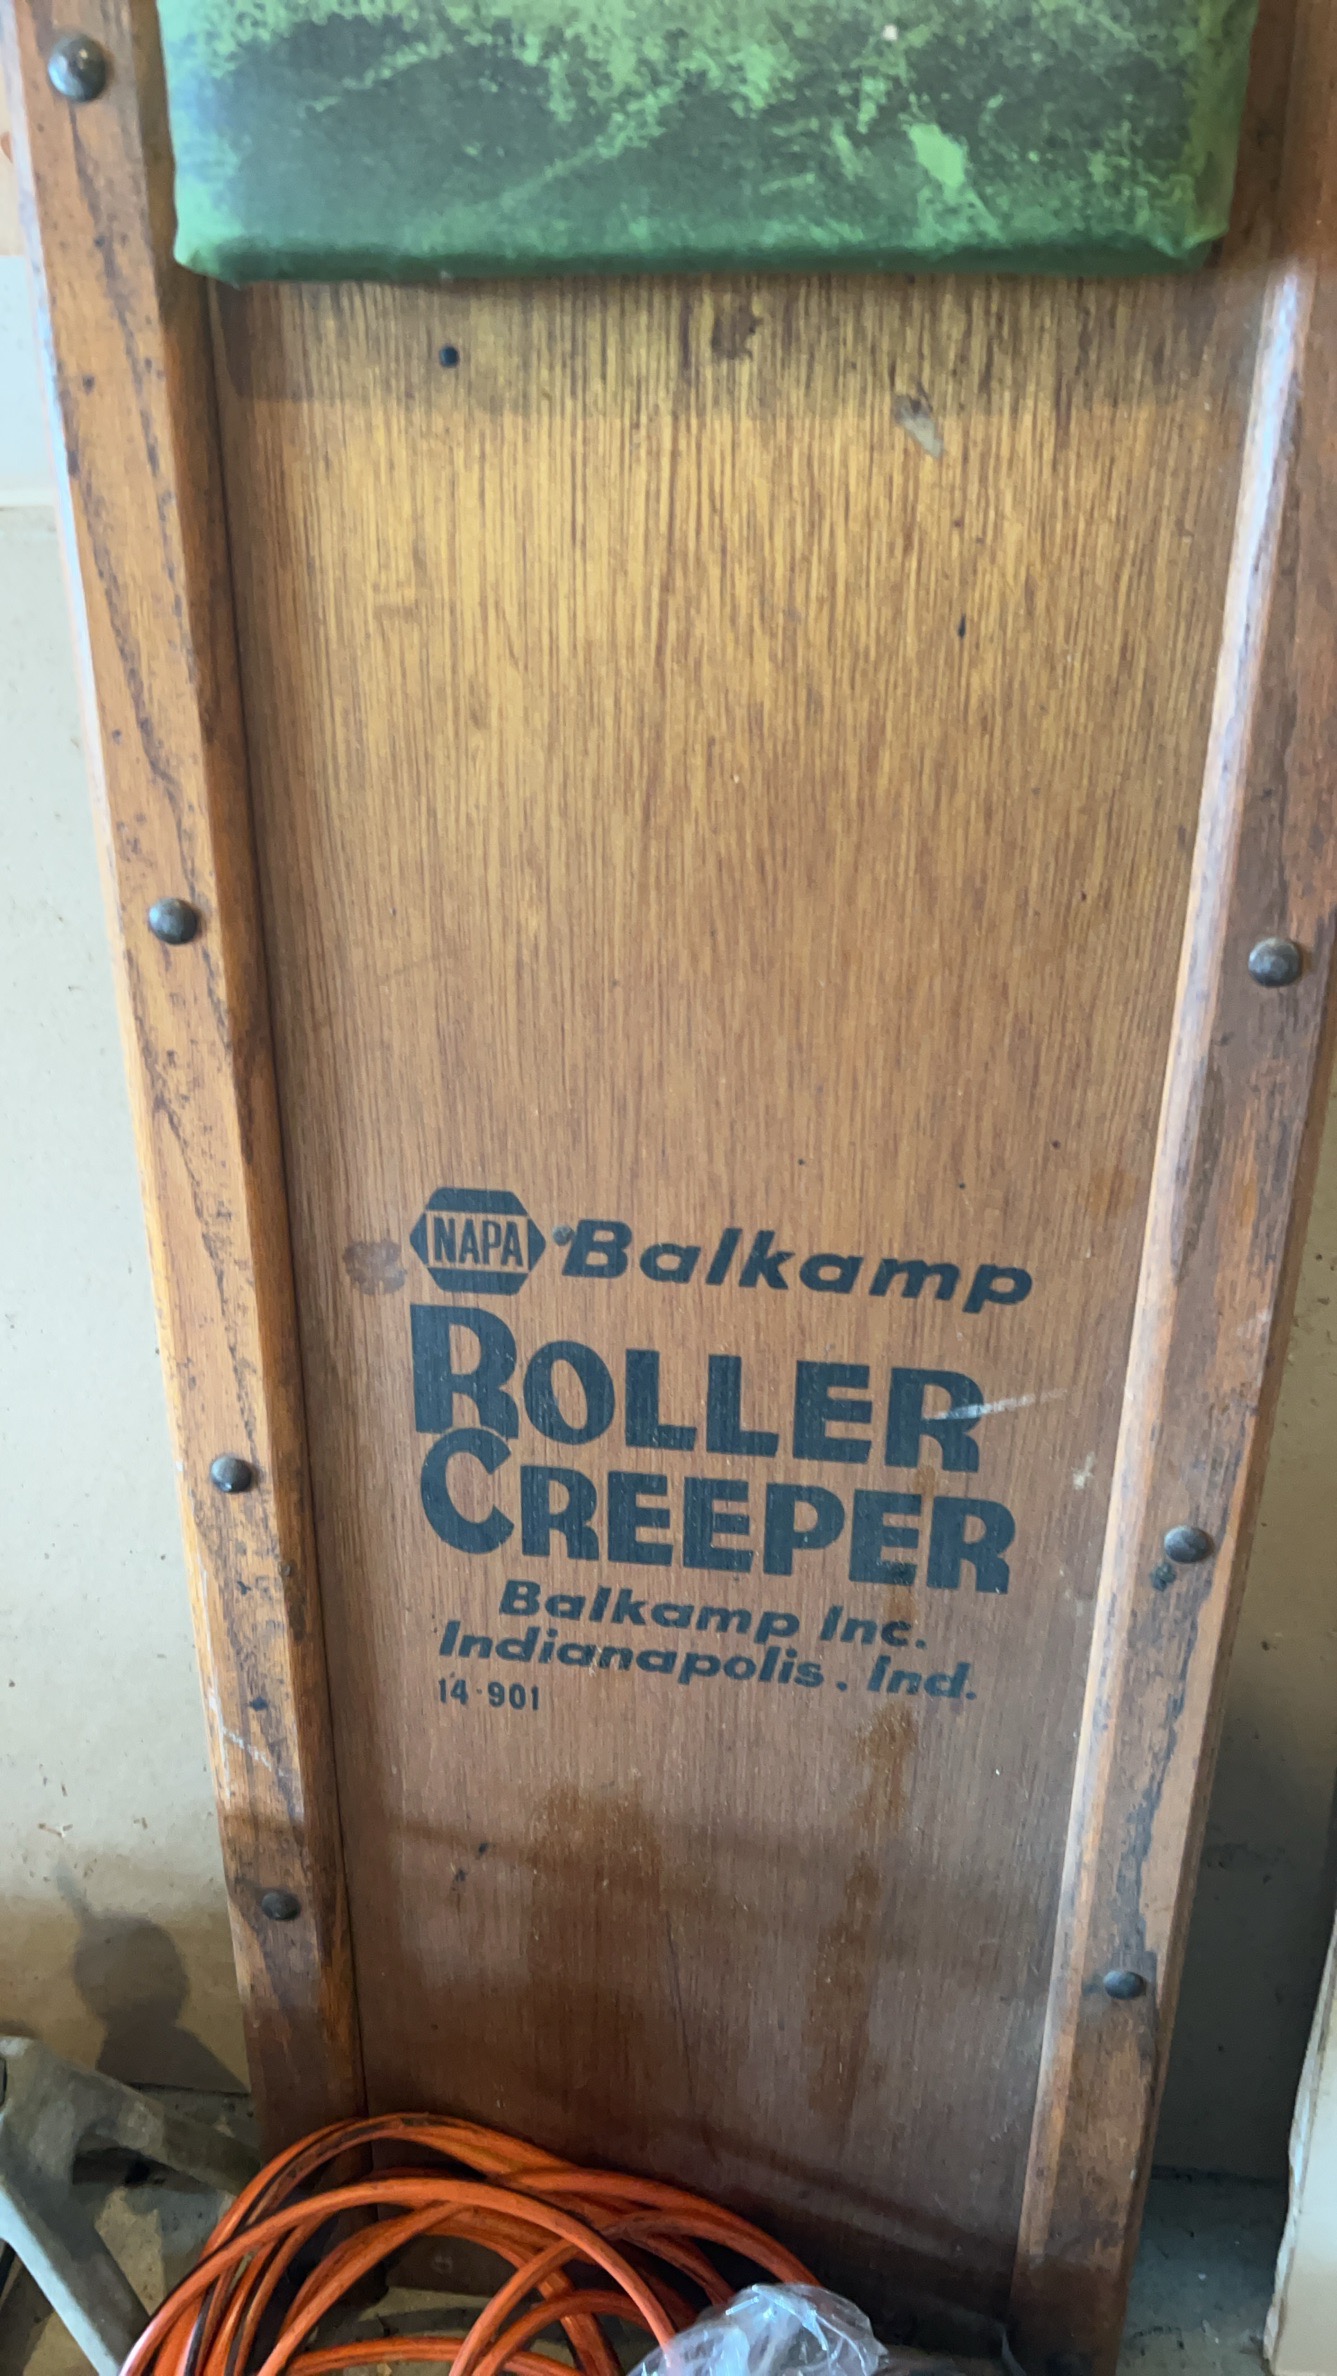 NAPA Balkamp
ROLLER
CREEPER
Balkamp Inc.
Indianapolis. Ind.
14-901